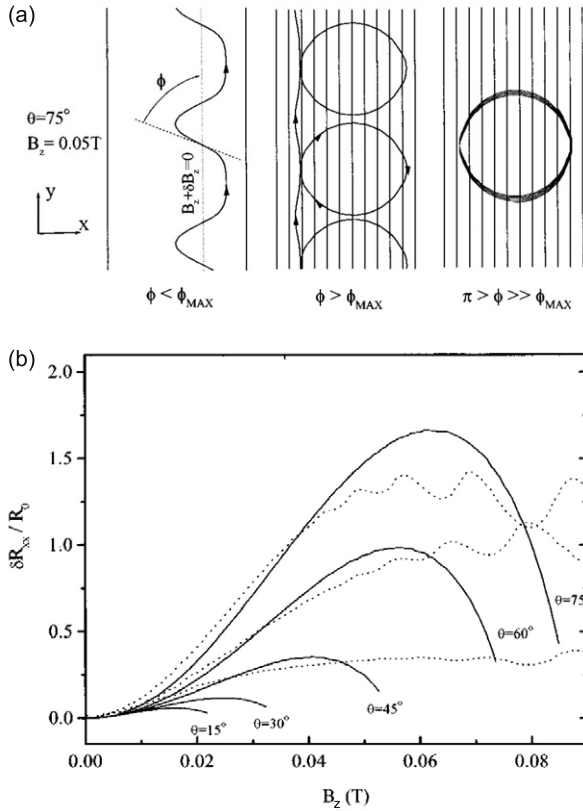 (a)
ϕ
θ=75°
B_z= 0.05T
B_z+δB_z=0
y
x
ϕ < ϕ_MAX
ϕ > ϕ_MAX
π > ϕ >> ϕ_MAX
(b)
2.0
1.5
1.0
0.5
0.0
δR_xx / R_0
θ=75°
θ=60°
θ=45°
θ=30°
θ=15°
0.00 0.02 0.04 0.06 0.08
B_z (T)